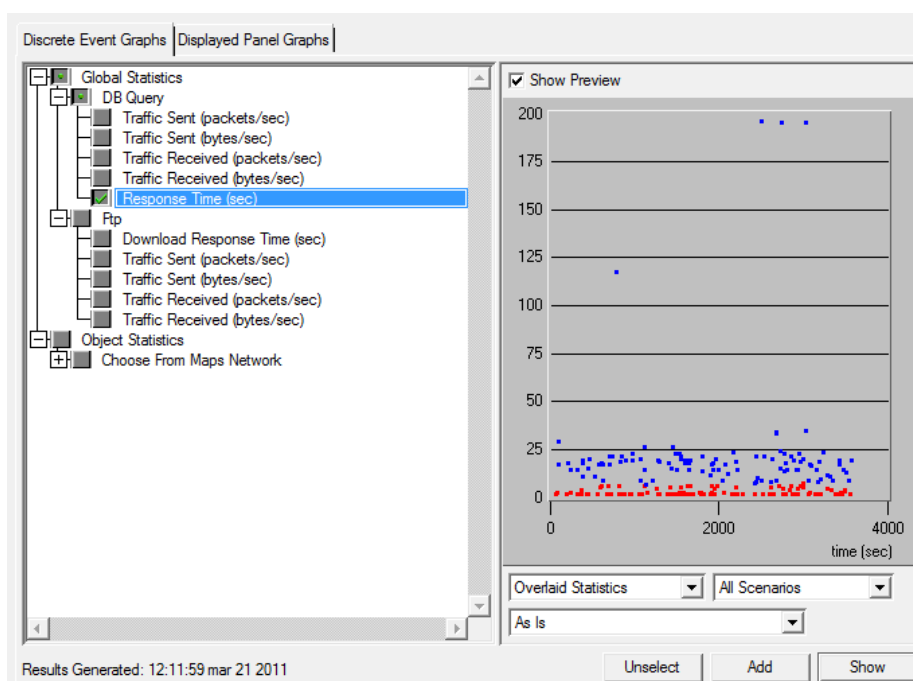 Discrete Event Graphs Displayed Panel Graphs
Global Statistics
DB Query
Traffic Sent (packets/sec)
Traffic Sent (bytes/sec)
Traffic Received (packets/sec)
Traffic Received (bytes/sec)
Response Time (sec)
Ftp
Download Response Time (sec)
Traffic Sent (packets/sec)
Traffic Sent (bytes/sec)
Traffic Received (packets/sec)
Traffic Received (bytes/sec)
Object Statistics
Choose From Maps Network
Show Preview
200
175
150
125
100
75
50
25
0
0 2000 4000
time (sec)
Overlaid Statistics All Scenarios
As Is
Results Generated: 12:11:59 mar 21 2011
Unselect Add Show